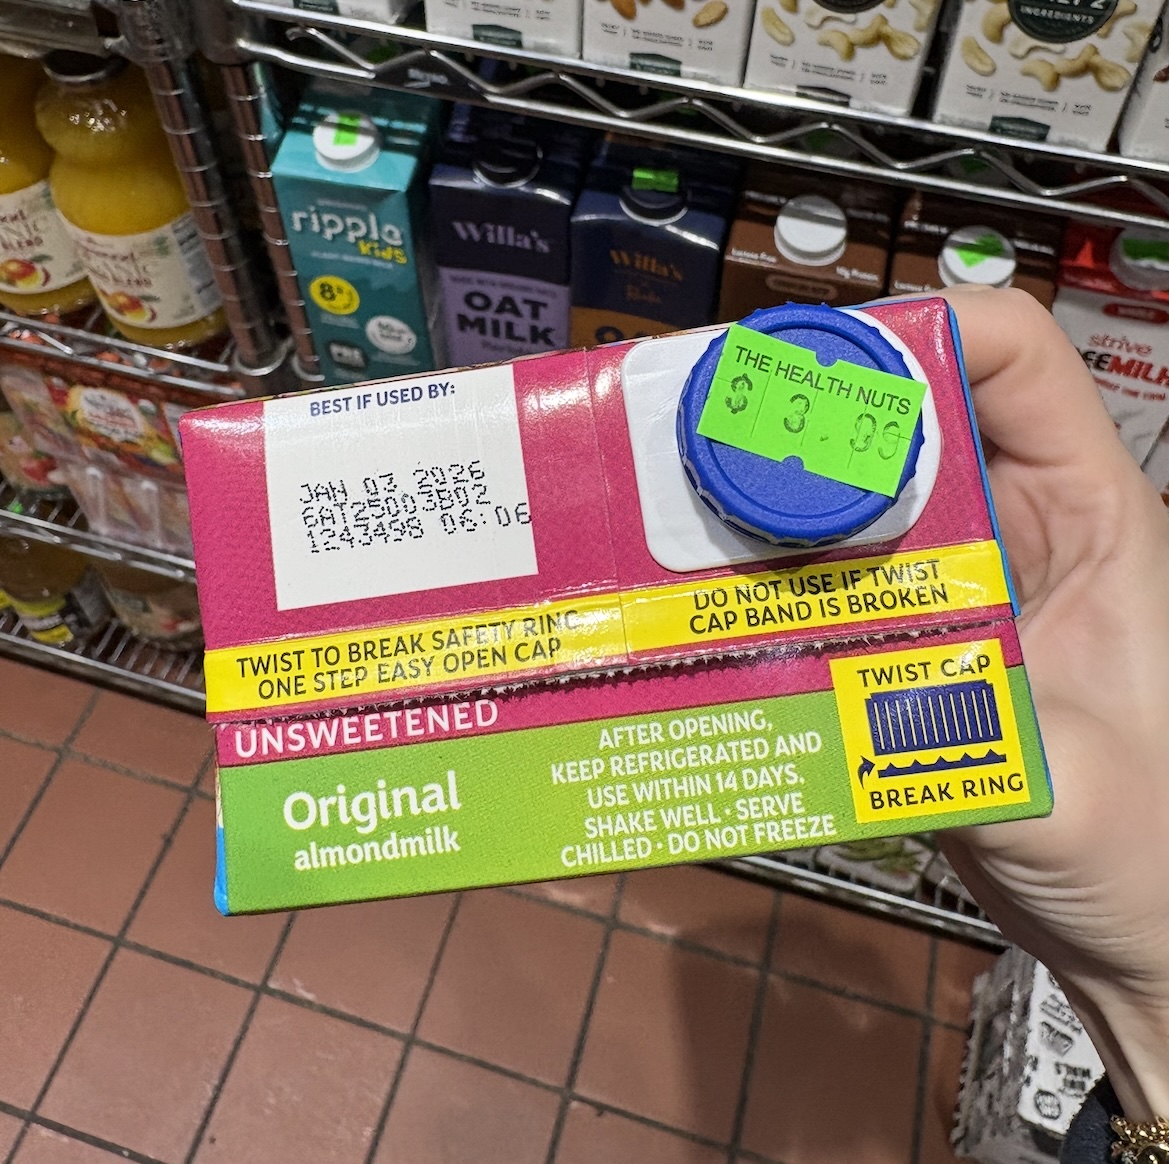 INGREDIENTS
ripple
kids
8
Willa's
OAT
MILK
Willa's
strive
BEST IF USED BY:
JAN 03 2026
6AT25003B02
1243498 06:06
THE HEALTH NUTS
$ 3.99
TWIST TO BREAK SAFETY RING
ONE STEP EASY OPEN CAP
DO NOT USE IF TWIST
CAP BAND IS BROKEN
UNSWEETENED
Original
almondmilk
AFTER OPENING,
KEEP REFRIGERATED AND
USE WITHIN 14 DAYS.
SHAKE WELL • SERVE
CHILLED • DO NOT FREEZE
TWIST CAP
BREAK RING